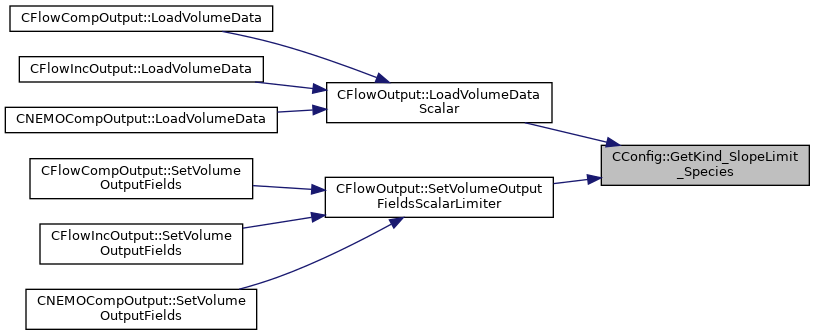 CFlowCompOutput::LoadVolumeData
CFlowIncOutput::LoadVolumeData
CNEMOCompOutput::LoadVolumeData
CFlowOutput::LoadVolumeData
Scalar
CConfig::GetKind_SlopeLimit
_Species
CFlowCompOutput::SetVolume
OutputFields
CFlowOutput::SetVolumeOutput
FieldsScalarLimiter
CFlowIncOutput::SetVolume
OutputFields
CNEMOCompOutput::SetVolume
OutputFields